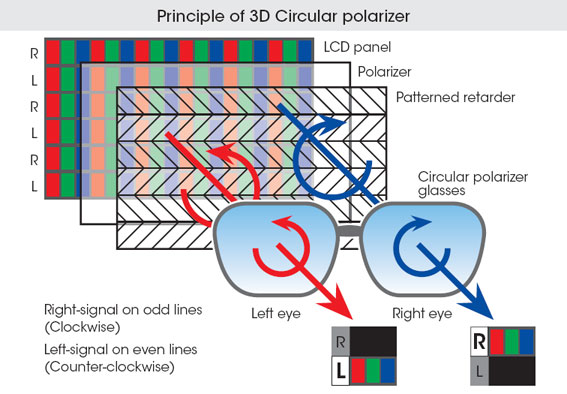 Principle of 3D Circular polarizer
R
L
R
L
R
L
LCD panel
Polarizer
Patterned retarder
Circular polarizer
glasses
Left eye
Right eye
Right-signal on odd lines
(Clockwise)
Left-signal on even lines
(Counter-clockwise)
R
L
R
L